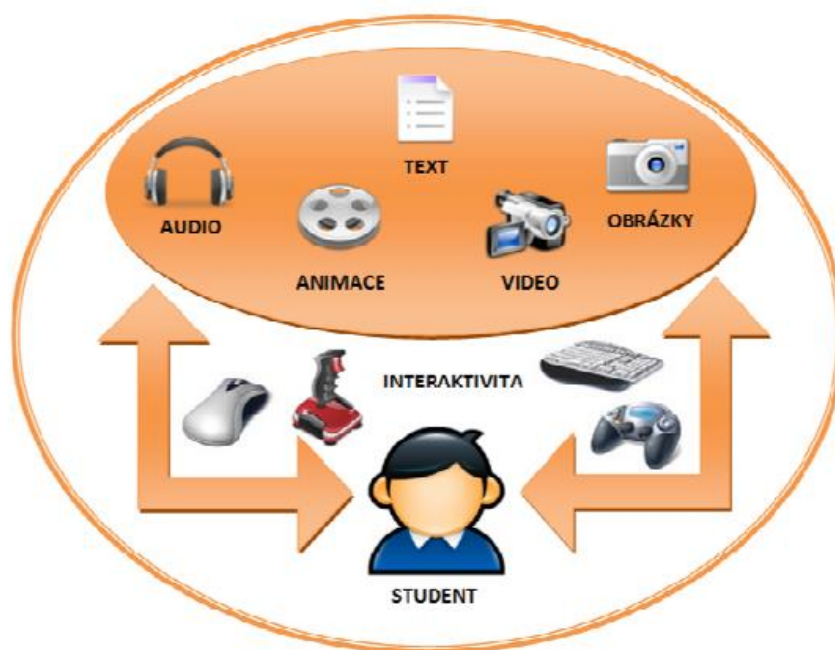 TEXT
AUDIO
OBRÁZKY
ANIMACE
VIDEO
INTERAKTIVITA
STUDENT